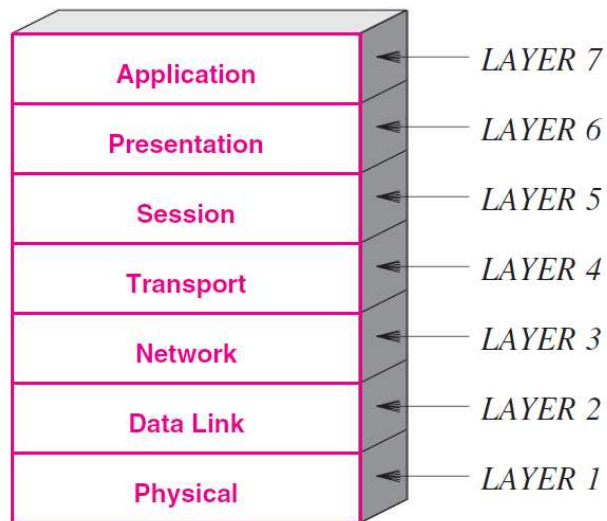 Application LAYER 7
Presentation LAYER 6
Session LAYER 5
Transport LAYER 4
Network LAYER 3
Data Link LAYER 2
Physical LAYER 1